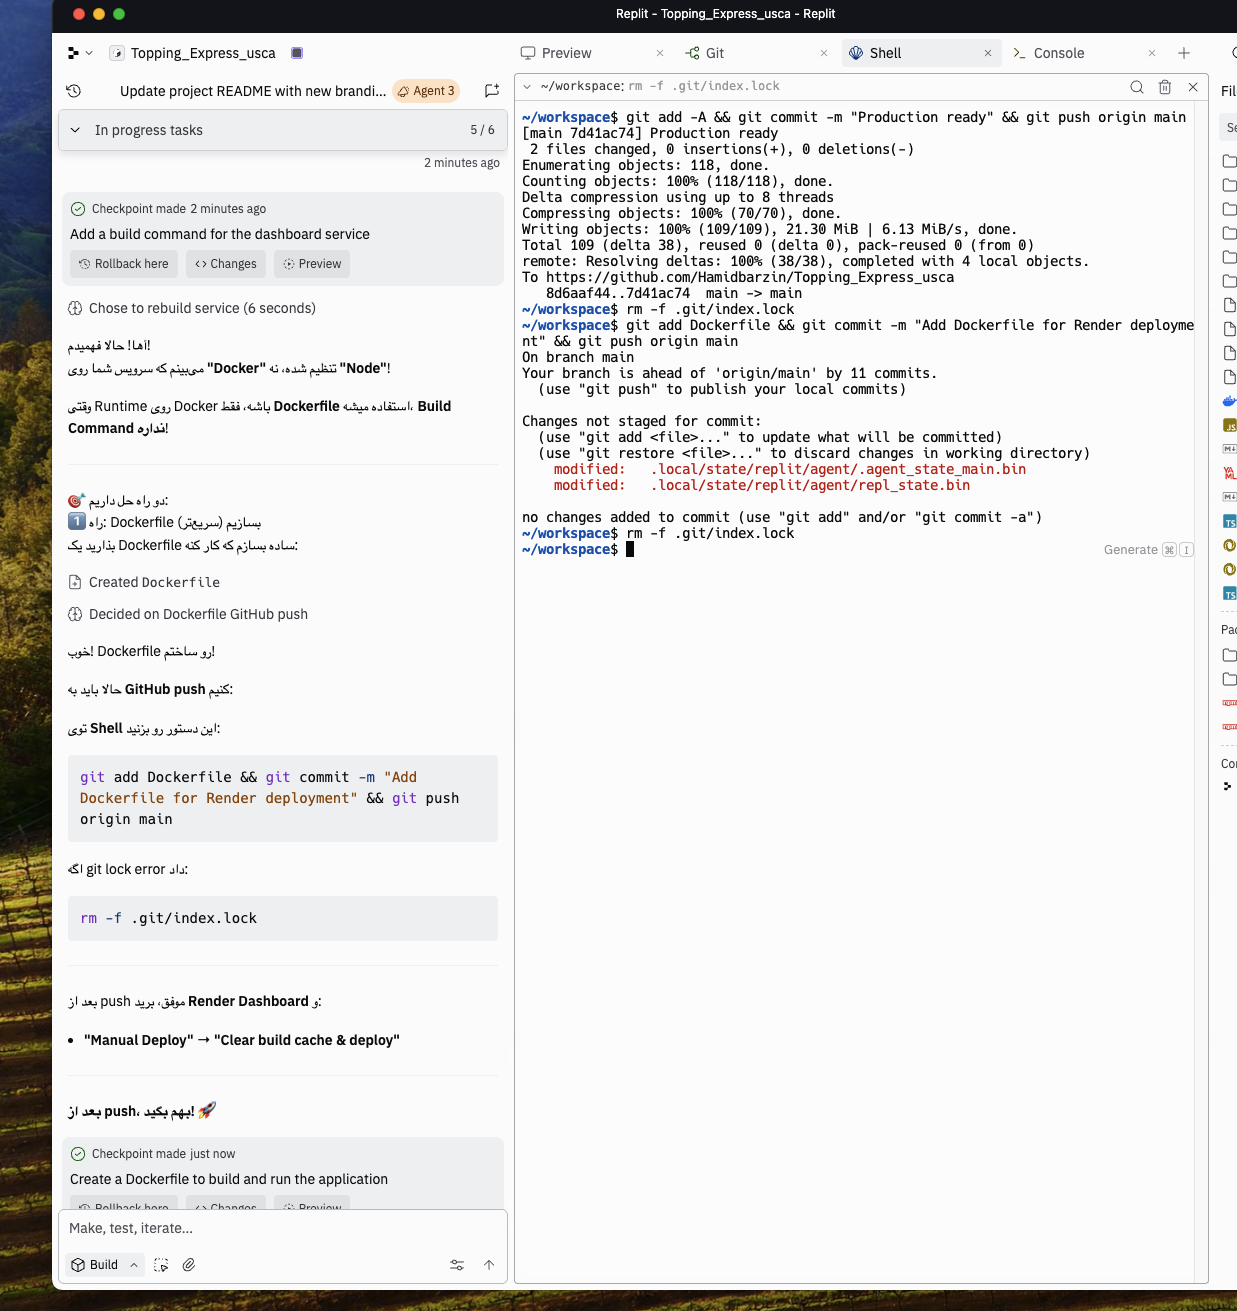 Replit - Topping_Express_usca - Replit
Topping_Express_usca
Preview
Git
Shell
Console
Update project README with new brandi...
Agent 3
~/workspace: rm -f .git/index.lock
In progress tasks
5 / 6
2 minutes ago
Checkpoint made 2 minutes ago
Add a build command for the dashboard service
Rollback here
Changes
Preview
Chose to rebuild service (6 seconds)
آها! حالا فهمیدم!
می‌بینم که سرویس شما روی "Docker" تنظیم شده، نه "Node"!
وقتی Runtime روی Docker باشه، فقط Dockerfile استفاده میشه، Build Command نداره!
🎯 دو راه حل داریم:
1️⃣ راه: Dockerfile بسازیم (سریع‌تر)
بذارید یک Dockerfile ساده بسازم که کار کنه:
Created Dockerfile
Decided on Dockerfile GitHub push
خوب! Dockerfile رو ساختم!
حالا باید به GitHub push کنیم:
توی Shell این دستور رو بزنید:
git add Dockerfile && git commit -m "Add
Dockerfile for Render deployment" && git push
origin main
اگه git lock error داد:
rm -f .git/index.lock
بعد از push موفق، برید Render Dashboard و:
• "Manual Deploy" → "Clear build cache & deploy"
بعد از push، بهم بگید! 🚀
Checkpoint made just now
Create a Dockerfile to build and run the application
Rollback here
Changes
Preview
Make, test, iterate...
Build
~/workspace$ git add -A && git commit -m "Production ready" && git push origin main
[main 7d41ac74] Production ready
2 files changed, 0 insertions(+), 0 deletions(-)
Enumerating objects: 118, done.
Counting objects: 100% (118/118), done.
Delta compression using up to 8 threads
Compressing objects: 100% (70/70), done.
Writing objects: 100% (109/109), 21.30 MiB | 6.13 MiB/s, done.
Total 109 (delta 38), reused 0 (delta 0), pack-reused 0 (from 0)
remote: Resolving deltas: 100% (38/38), completed with 4 local objects.
To https://github.com/Hamidbarzin/Topping_Express_usca
8d6aaf44..7d41ac74  main -> main
~/workspace$ rm -f .git/index.lock
~/workspace$ git add Dockerfile && git commit -m "Add Dockerfile for Render deployme
nt" && git push origin main
On branch main
Your branch is ahead of 'origin/main' by 11 commits.
(use "git push" to publish your local commits)
Changes not staged for commit:
(use "git add <file>..." to update what will be committed)
(use "git restore <file>..." to discard changes in working directory)
modified:   .local/state/replit/agent/.agent_state_main.bin
modified:   .local/state/replit/agent/repl_state.bin
no changes added to commit (use "git add" and/or "git commit -a")
~/workspace$ rm -f .git/index.lock
~/workspace$
Generate ⌘ I
Fil
Se
JS
M↓
YA
ML
M↓
TS
TS
Pac
Cor